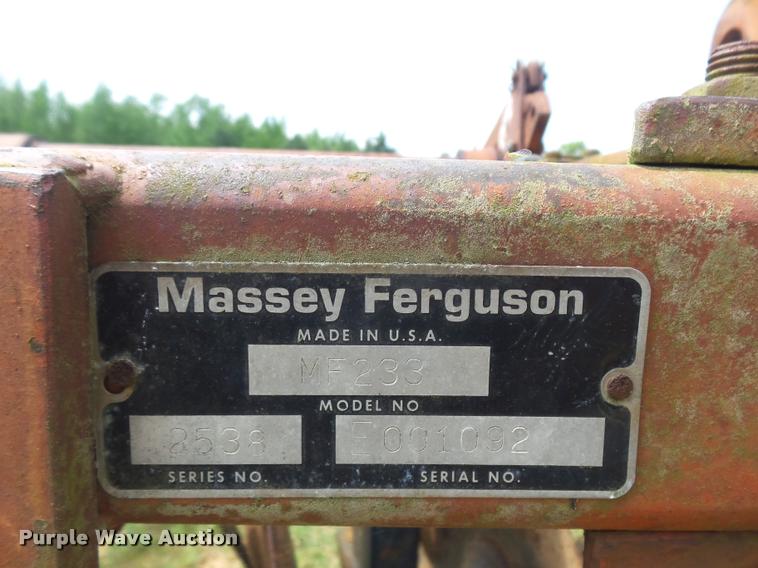 Massey Ferguson
MADE IN U.S.A.
MF233
MODEL NO
2538 E001092
SERIES NO. SERIAL NO.
Purple Wave Auction